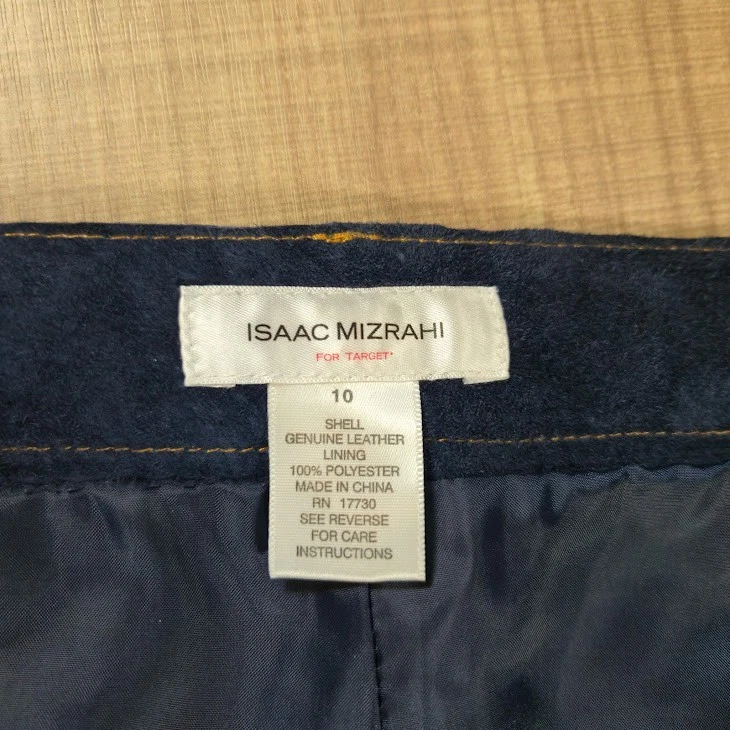 ISAAC MIZRAHI
FOR TARGET
10
SHELL
GENUINE LEATHER
LINING
100% POLYESTER
MADE IN CHINA
RN 17730
SEE REVERSE
FOR CARE
INSTRUCTIONS